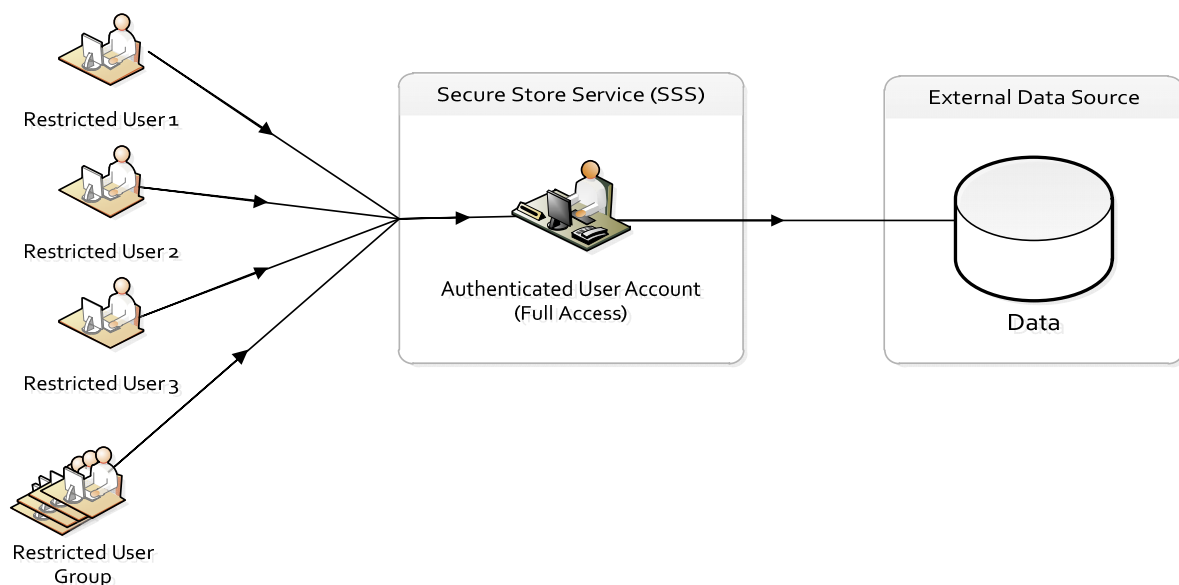 Restricted User 1
Restricted User 2
Restricted User 3
Restricted User
Group
Secure Store Service (SSS)
Authenticated User Account
(Full Access)
External Data Source
Data